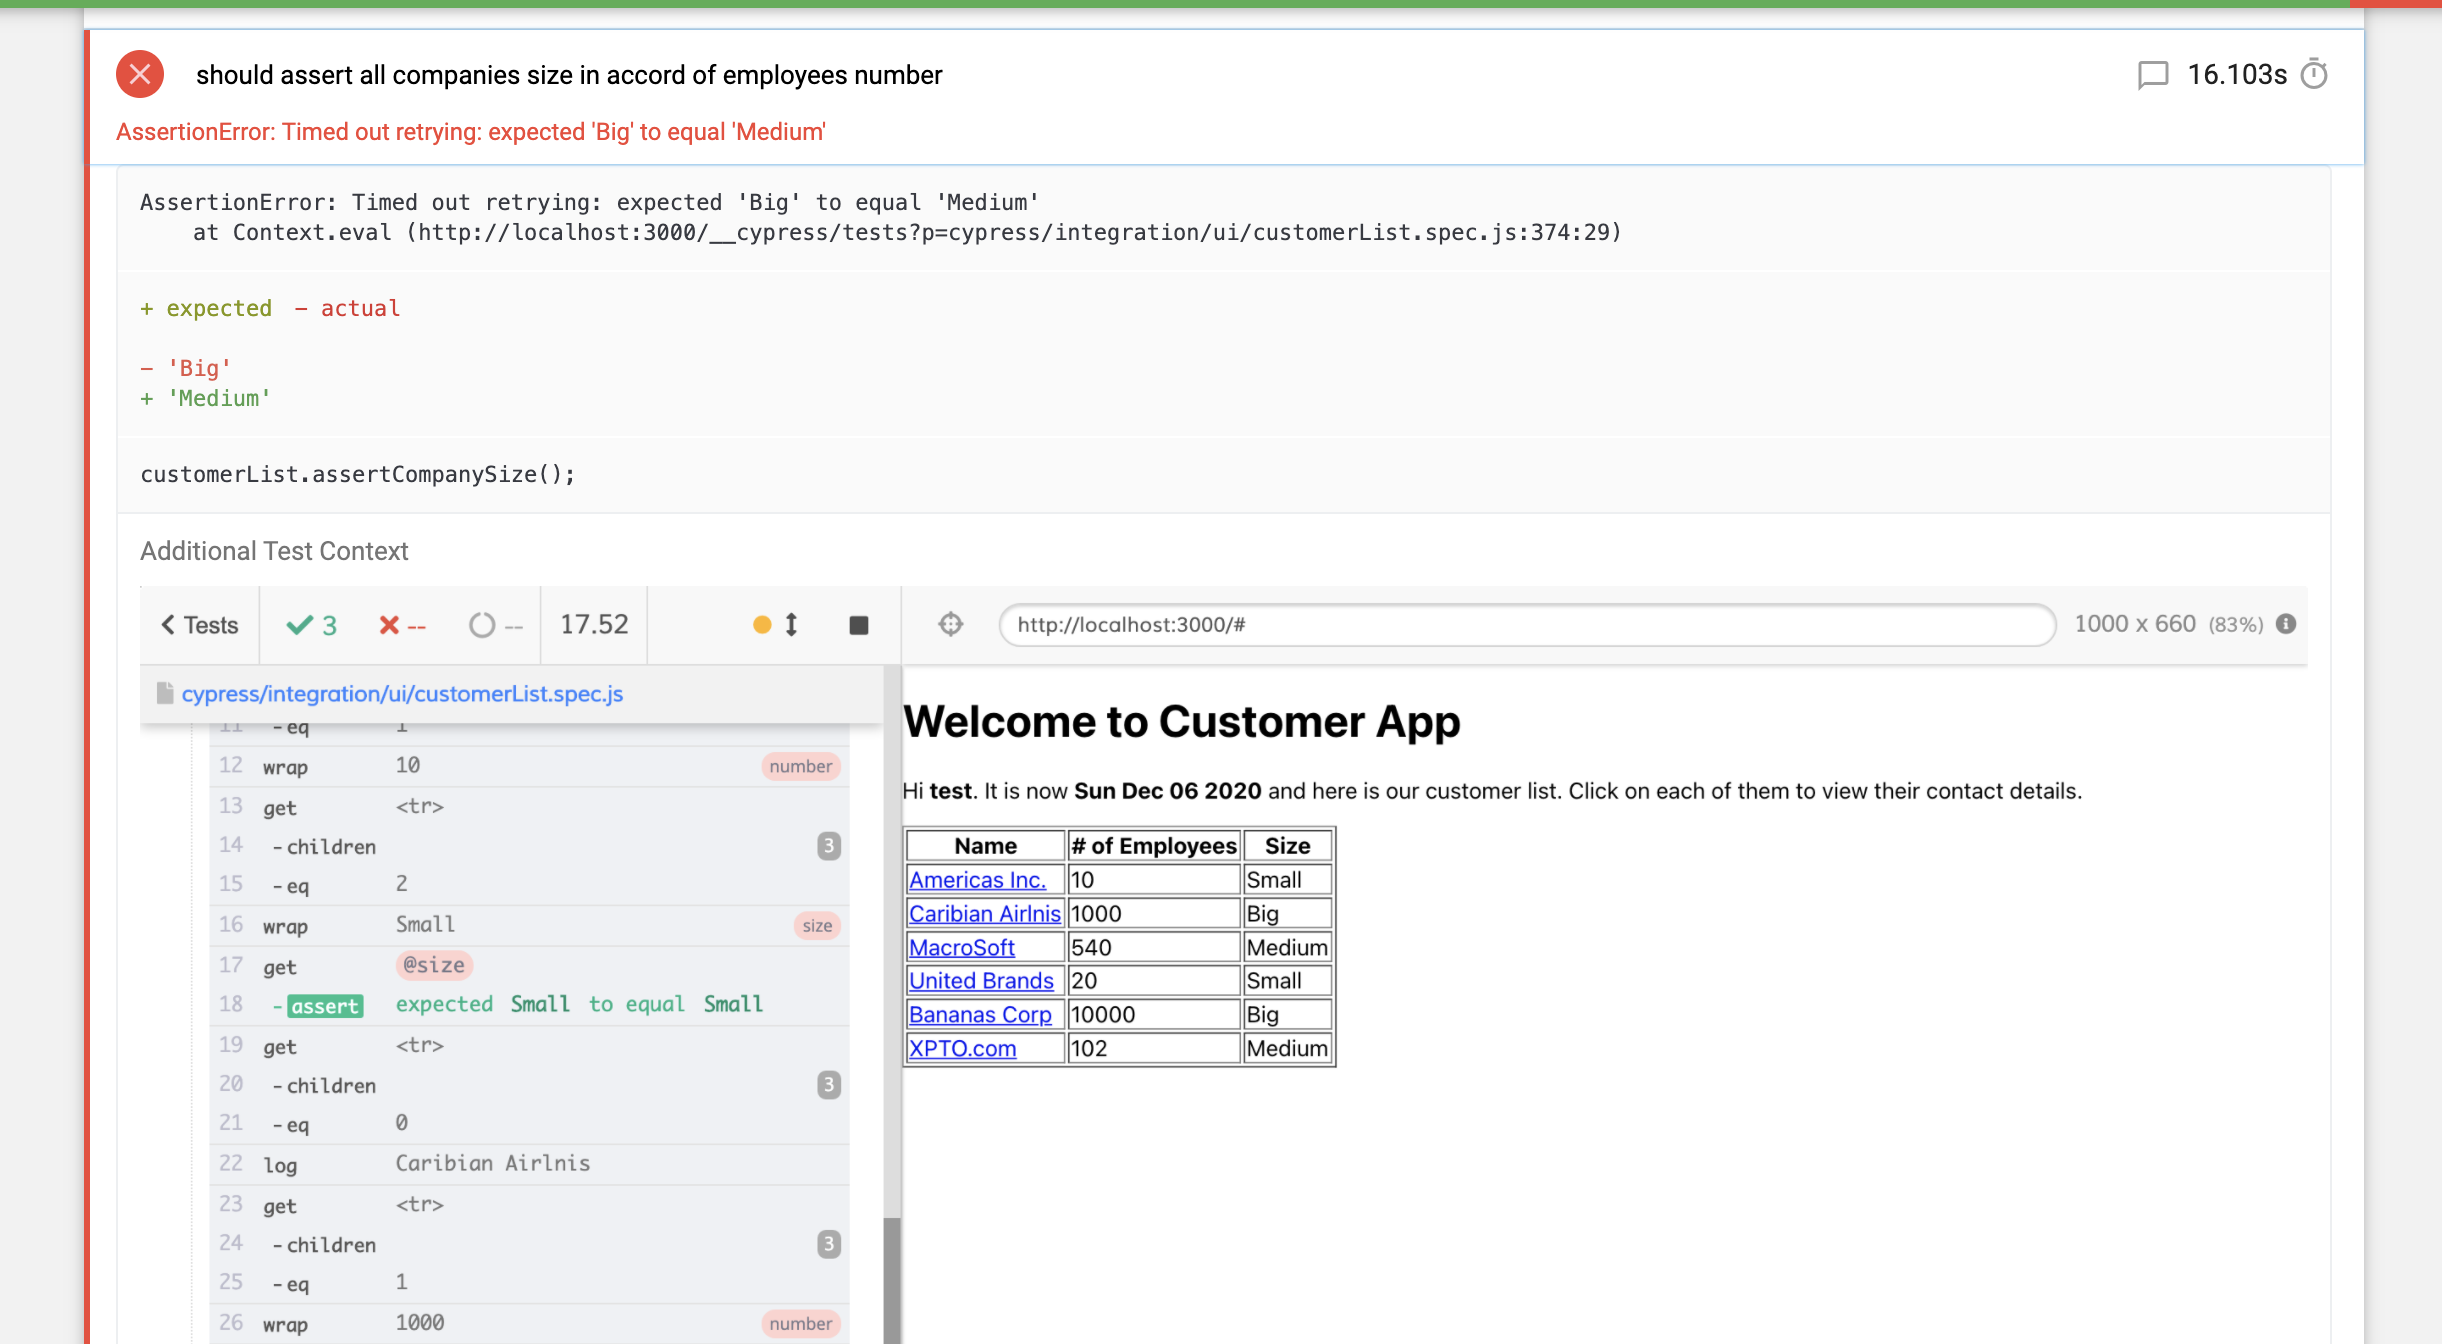 should assert all companies size in accord of employees number
16.103s
AssertionError: Timed out retrying: expected 'Big' to equal 'Medium'
AssertionError: Timed out retrying: expected 'Big' to equal 'Medium'
at Context.eval (http://localhost:3000/__cypress/tests?p=cypress/integration/ui/customerList.spec.js:374:29)
+ expected - actual
- 'Big'
+ 'Medium'
customerList.assertCompanySize();
Additional Test Context
Tests 3 -- -- 17.52
http://localhost:3000/# 1000 x 660 (83%)
cypress/integration/ui/customerList.spec.js
11 - eq 1
12 wrap 10 number
13 get <tr>
14 - children 3
15 - eq 2
16 wrap Small size
17 get @size
18 - assert expected Small to equal Small
19 get <tr>
20 - children 3
21 - eq 0
22 log Caribian Airlnis
23 get <tr>
24 - children 3
25 - eq 1
26 wrap 1000 number
Welcome to Customer App
Hi test. It is now Sun Dec 06 2020 and here is our customer list. Click on each of them to view their contact details.
Name # of Employees Size
Americas Inc. 10 Small
Caribian Airlnis 1000 Big
MacroSoft 540 Medium
United Brands 20 Small
Bananas Corp 10000 Big
XPTO.com 102 Medium